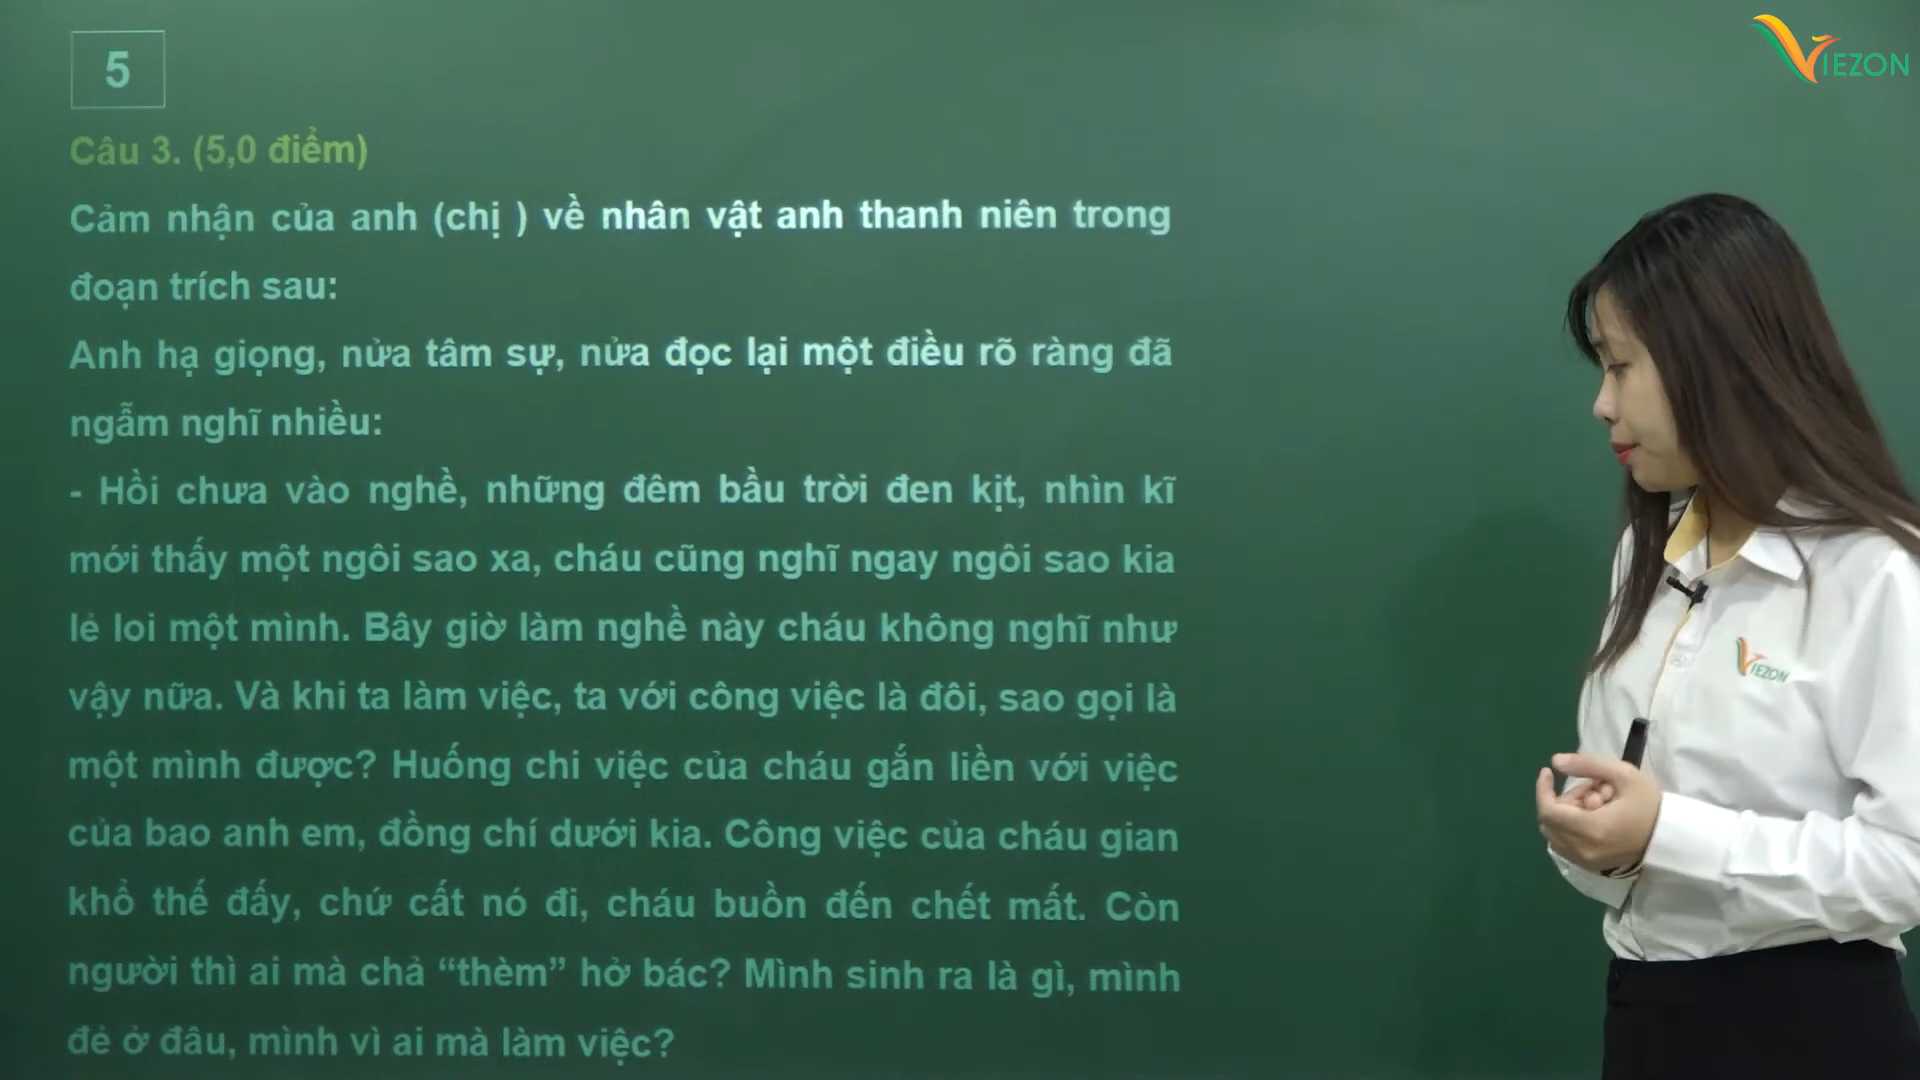 5
VIEZON
Câu 3. (5,0 điểm)
Cảm nhận của anh (chị ) về nhân vật anh thanh niên trong
đoạn trích sau:
Anh hạ giọng, nửa tâm sự, nửa đọc lại một điều rõ ràng đã
ngẫm nghĩ nhiều:
- Hồi chưa vào nghề, những đêm bầu trời đen kịt, nhìn kĩ
mới thấy một ngôi sao xa, cháu cũng nghĩ ngay ngôi sao kia
lẻ loi một mình. Bây giờ làm nghề này cháu không nghĩ như
vậy nữa. Và khi ta làm việc, ta với công việc là đôi, sao gọi là
một mình được? Huống chi việc của cháu gắn liền với việc
của bao anh em, đồng chí dưới kia. Công việc của cháu gian
khổ thế đấy, chứ cất nó đi, cháu buồn đến chết mất. Còn
người thì ai mà chả “thèm” hở bác? Mình sinh ra là gì, mình
đẻ ở đâu, mình vì ai mà làm việc?
VIEZON